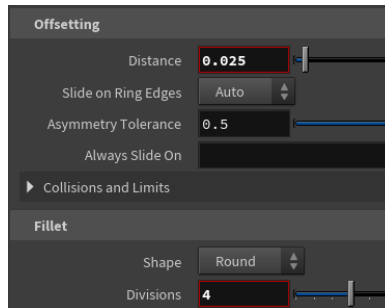 Offsetting
Distance 0.025
Slide on Ring Edges Auto
Asymmetry Tolerance 0.5
Always Slide On
Collisions and Limits
Fillet
Shape Round
Divisions 4